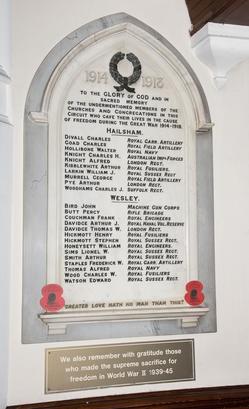 1914 1918
TO THE GLORY OF GOD AND IN
SACRED MEMORY
OF THE UNDERMENTIONED MEMBERS OF THE
CHURCHES AND CONGREGATIONS IN THIS
CIRCUIT WHO GAVE THEIR LIVES IN THE CAUSE
OF FREEDOM DURING THE GREAT WAR 1914-1918.
HAILSHAM.
DIVALL CHARLES ROYAL GARR. ARTILLERY
GOAD CHARLES ROYAL FIELD ARTILLERY
HOLLIBONE WALTER ROYAL NAVY
KNIGHT CHARLES H. AUSTRALIAN IMPL FORCES
KNIGHT ALFRED LONDON REGT.
KIBBLEWHITE ARTHUR ROYAL FUSILIERS.
LARKIN WILLIAM J. ROYAL SUSSEX REGT
MURRELL GEORGE ROYAL FIELD ARTILLERY
PYE ARTHUR LONDON REGT.
WOODHAMS CHARLES J. SUFFOLK REGT.
WESLEY.
BIRD JOHN MACHINE GUN CORPS
BUTT PERCY RIFLE BRIGADE
COUCHMAN FRANK ROYAL ENGINEERS
DAVIDGE ARTHUR J. ROYAL NAVAL VOL. RESERVE
DAVIDGE THOMAS W. LONDON REGT.
HICKMOTT HENRY ROYAL FUSILIERS
HICKMOTT STEPHEN ROYAL SUSSEX REGT.
HONEYSETT WILLIAM ROYAL ENGINEERS
SIMS LIONEL W. ROYAL SUSSEX REGT.
SMITH ARTHUR ROYAL SUSSEX REGT.
STAPLES FREDERICK W. ROYAL GARR. ARTILLERY
THOMAS ALFRED ROYAL NAVY
WOOD CHARLES W. ROYAL FUSILIERS
WATSON EDWARD ROYAL SUSSEX REGT.
GREATER LOVE HATH NO MAN THAN THIS
We also remember with gratitude those
who made the supreme sacrifice for
freedom in World War II 1939-45